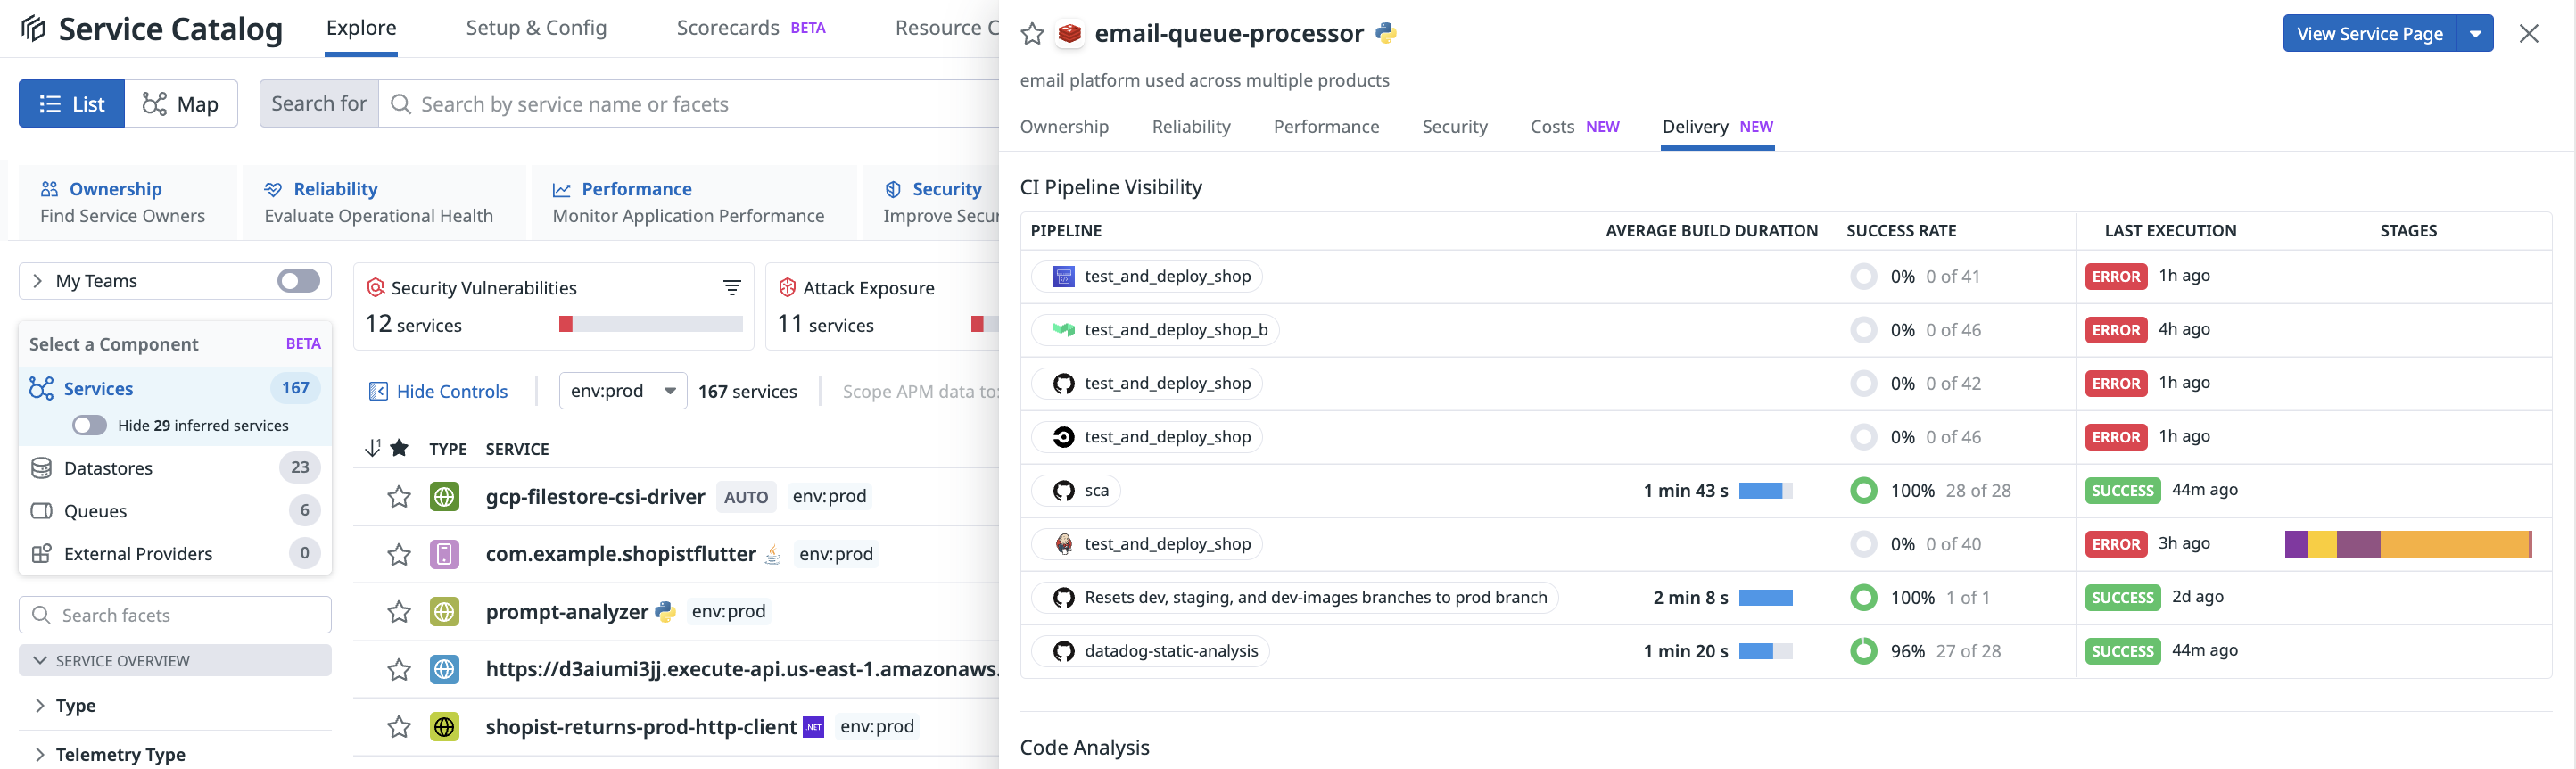 Service Catalog
Explore
Setup & Config
Scorecards BETA
Resource C
List
Map
Search for
Search by service name or facets
Ownership
Find Service Owners
Reliability
Evaluate Operational Health
Performance
Monitor Application Performance
Security
Improve Secur
My Teams
Select a Component BETA
Services 167
Hide 29 inferred services
Datastores 23
Queues 6
External Providers 0
Search facets
SERVICE OVERVIEW
Type
Telemetry Type
Security Vulnerabilities
12 services
Attack Exposure
11 services
Hide Controls
env:prod
167 services
Scope APM data to:
TYPE SERVICE
gcp-filestore-csi-driver AUTO env:prod
com.example.shopistflutter env:prod
prompt-analyzer env:prod
https://d3aiumi3jj.execute-api.us-east-1.amazonaws.
shopist-returns-prod-http-client .NET env:prod
email-queue-processor
View Service Page
email platform used across multiple products
Ownership
Reliability
Performance
Security
Costs NEW
Delivery NEW
CI Pipeline Visibility
PIPELINE AVERAGE BUILD DURATION SUCCESS RATE LAST EXECUTION STAGES
test_and_deploy_shop 0% 0 of 41 ERROR 1h ago
test_and_deploy_shop_b 0% 0 of 46 ERROR 4h ago
test_and_deploy_shop 0% 0 of 42 ERROR 1h ago
test_and_deploy_shop 0% 0 of 46 ERROR 1h ago
sca 1 min 43 s 100% 28 of 28 SUCCESS 44m ago
test_and_deploy_shop 0% 0 of 40 ERROR 3h ago
Resets dev, staging, and dev-images branches to prod branch 2 min 8 s 100% 1 of 1 SUCCESS 2d ago
datadog-static-analysis 1 min 20 s 96% 27 of 28 SUCCESS 44m ago
Code Analysis